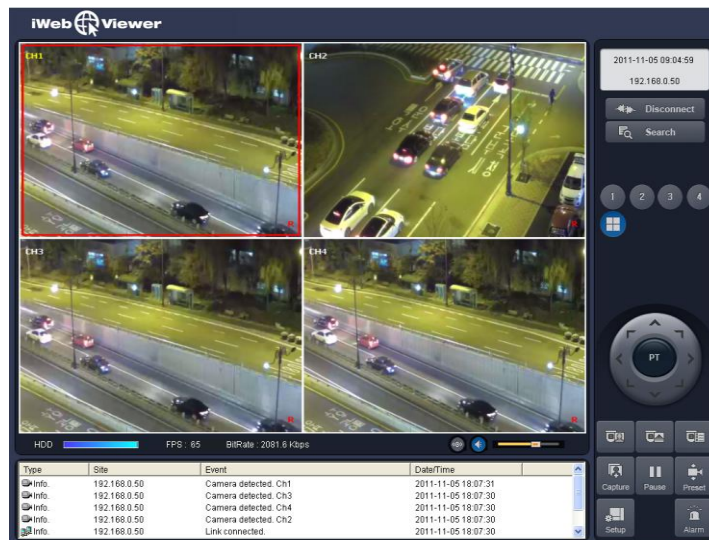 iWeb Viewer
CH1
CH2
2011-11-05 09:04:59
192.168.0.50
Disconnect
Search
1 2 3 4
R
R
CH3
CH4
PT
R
R
HDD FPS : 65 BitRate : 2081.6 Kbps
Type Site Event Date/Time
Info. 192.168.0.50 Camera detected. Ch1 2011-11-05 18:07:31
Info. 192.168.0.50 Camera detected. Ch3 2011-11-05 18:07:30
Info. 192.168.0.50 Camera detected. Ch4 2011-11-05 18:07:30
Info. 192.168.0.50 Camera detected. Ch2 2011-11-05 18:07:30
Info. 192.168.0.50 Link connected. 2011-11-05 18:07:30
Capture Pause Preset
Setup Alarm